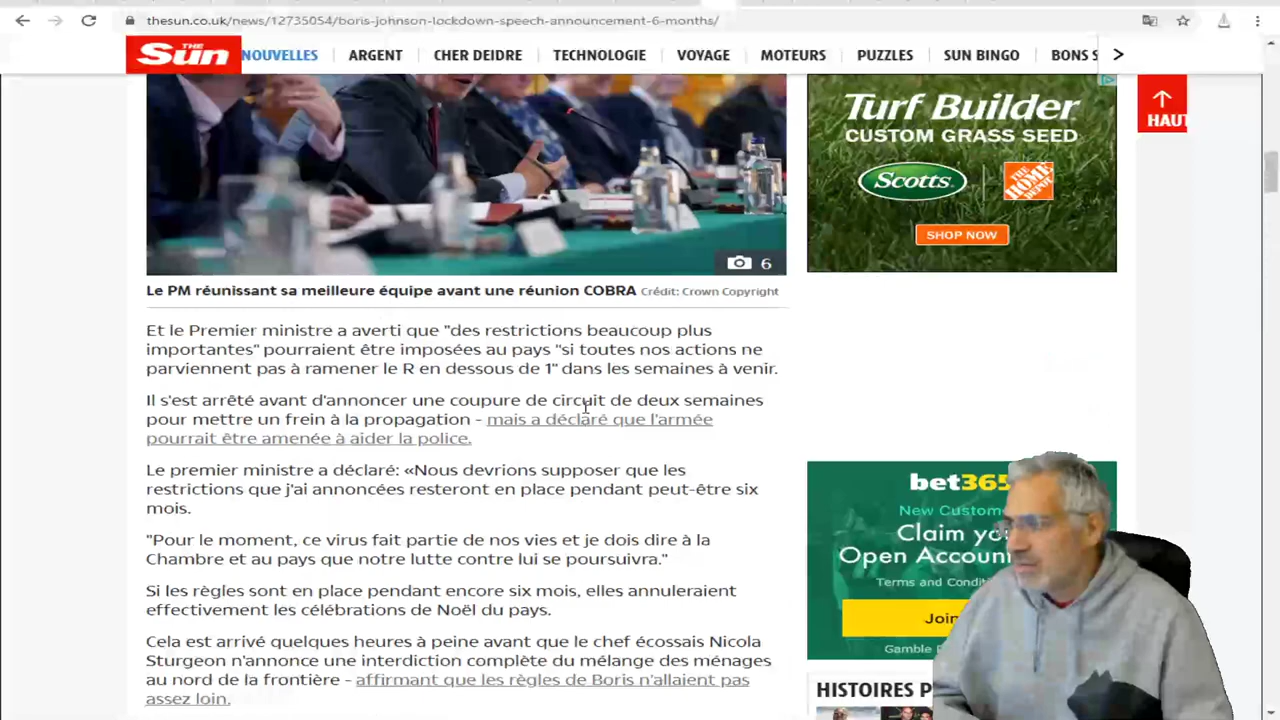 thesun.co.uk/news/12735054/boris-johnson-lockdown-speech-announcement-6-months/
THE Sun
NOUVELLES ARGENT CHER DEIDRE TECHNOLOGIE VOYAGE MOTEURS PUZZLES SUN BINGO BONS S >
Turf Builder
CUSTOM GRASS SEED
Scotts
THE HOME DEPOT
SHOP NOW
HAUT
6
Le PM réunissant sa meilleure équipe avant une réunion COBRA Crédit: Crown Copyright
Et le Premier ministre a averti que "des restrictions beaucoup plus
importantes" pourraient être imposées au pays "si toutes nos actions ne
parviennent pas à ramener le R en dessous de 1" dans les semaines à venir.
Il s'est arrêté avant d'annoncer une coupure de circuit de deux semaines
pour mettre un frein à la propagation - mais a déclaré que l'armée
pourrait être amenée à aider la police.
Le premier ministre a déclaré: «Nous devrions supposer que les
restrictions que j'ai annoncées resteront en place pendant peut-être six
mois.
"Pour le moment, ce virus fait partie de nos vies et je dois dire à la
Chambre et au pays que notre lutte contre lui se poursuivra."
Si les règles sont en place pendant encore six mois, elles annuleraient
effectivement les célébrations de Noël du pays.
Cela est arrivé quelques heures à peine avant que le chef écossais Nicola
Sturgeon n'annonce une interdiction complète du mélange des ménages
au nord de la frontière - affirmant que les règles de Boris n'allaient pas
assez loin.
bet365
New Custome
Claim yo
Open Account
Terms and Condit
Join
Gamble
HISTOIRES P